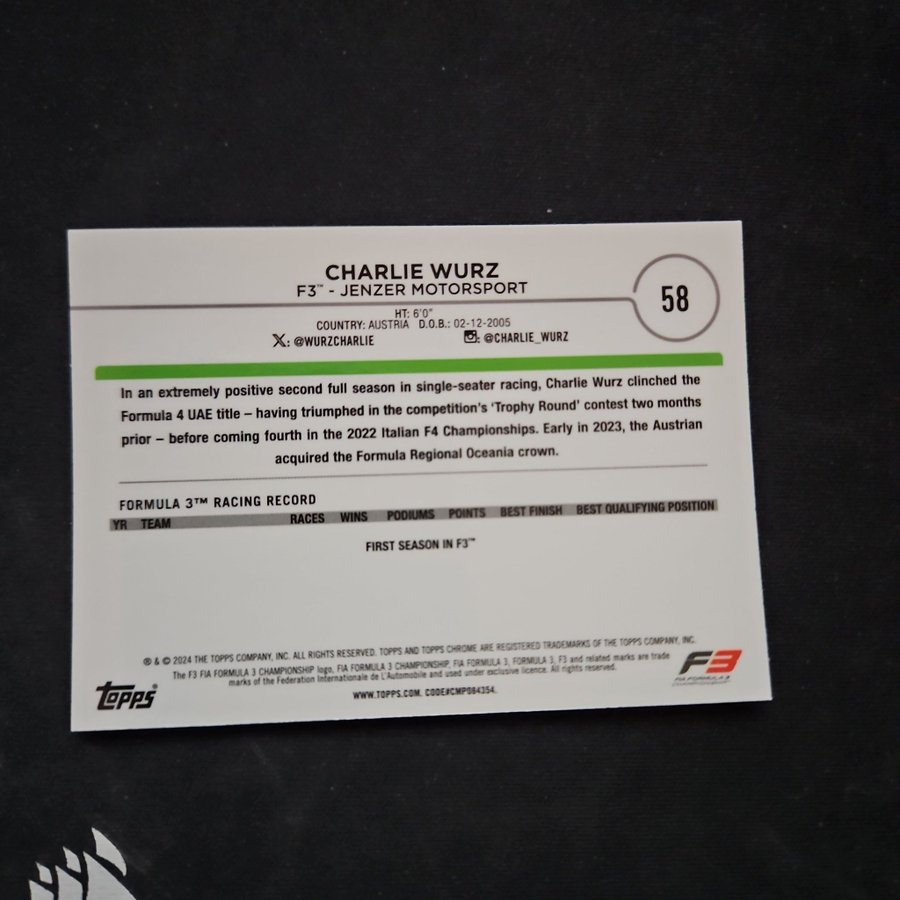 CHARLIE WURZ
F3™ - JENZER MOTORSPORT
58
HT: 6'0"
COUNTRY: AUSTRIA D.O.B.: 02-12-2005
X: @WURZCHARLIE
: @CHARLIE_WURZ
In an extremely positive second full season in single-seater racing, Charlie Wurz clinched the
Formula 4 UAE title – having triumphed in the competition's 'Trophy Round' contest two months
prior – before coming fourth in the 2022 Italian F4 Championships. Early in 2023, the Austrian
acquired the Formula Regional Oceania crown.
FORMULA 3™ RACING RECORD
YR TEAM RACES WINS PODIUMS POINTS BEST FINISH BEST QUALIFYING POSITION
FIRST SEASON IN F3™
® & © 2024 THE TOPPS COMPANY, INC. ALL RIGHTS RESERVED. TOPPS AND TOPPS CHROME ARE REGISTERED TRADEMARKS OF THE TOPPS COMPANY, INC.
The F3 FIA FORMULA 3 CHAMPIONSHIP logo, FIA FORMULA 3 CHAMPIONSHIP, FIA FORMULA 3, FORMULA 3, F3 and related marks are trade
marks of the Federation Internationale de L'Automobile and used under exclusive licence. All rights reserved.
WWW.TOPPS.COM. CODE#CMP084354.
Topps®
F3
FIA FORMULA 3
CHAMPIONSHIP